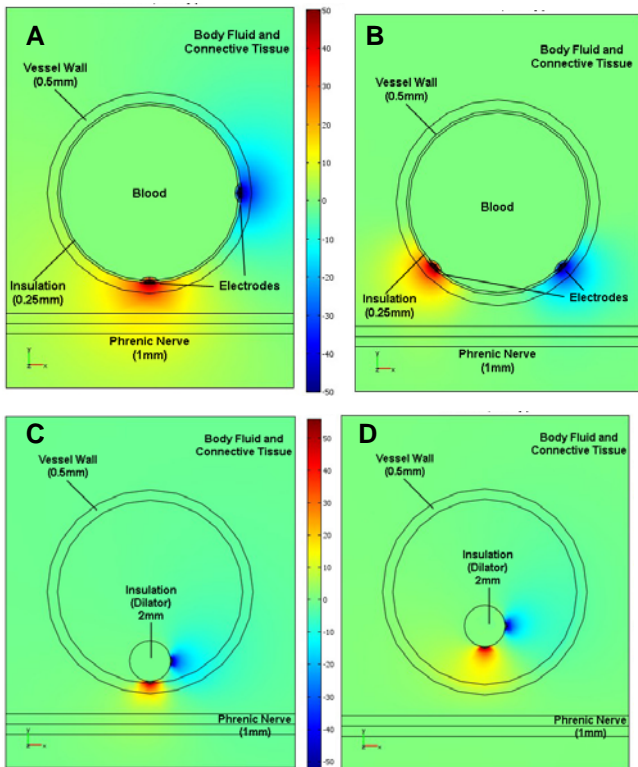 A
Body Fluid and
Connective Tissue
Vessel Wall
(0.5mm)
Blood
Insulation
(0.25mm)
Electrodes
Phrenic Nerve
(1mm)
y
z
x
50
40
30
20
10
0
-10
-20
-30
-40
-50
B
Body Fluid and
Connective Tissue
Vessel Wall
(0.5mm)
Blood
Insulation
(0.25mm)
Electrodes
Phrenic Nerve
(1mm)
y
z
x
C
Body Fluid and
Connective Tissue
Vessel Wall
(0.5mm)
Insulation
(Dilator)
2mm
Phrenic Nerve
(1mm)
y
z
x
50
40
30
20
10
0
-10
-20
-30
-40
-50
D
Body Fluid and
Connective Tissue
Vessel Wall
(0.5mm)
Insulation
(Dilator)
2mm
Phrenic Nerve
(1mm)
y
z
x